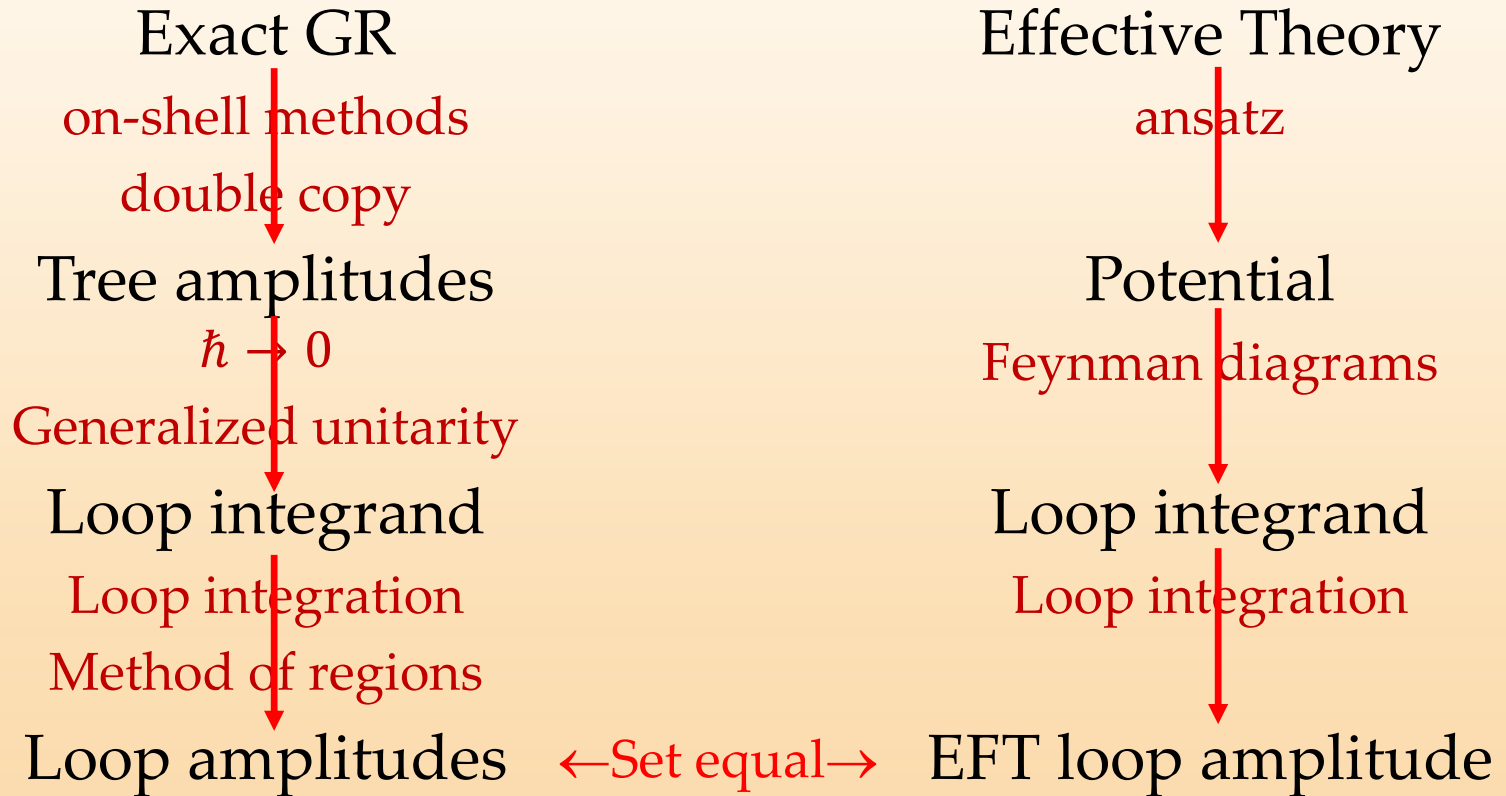 Exact GR
on-shell methods
double copy
Tree amplitudes
ℏ → 0
Generalized unitarity
Loop integrand
Loop integration
Method of regions
Loop amplitudes
←Set equal→
Effective Theory
ansatz
Potential
Feynman diagrams
Loop integrand
Loop integration
EFT loop amplitude